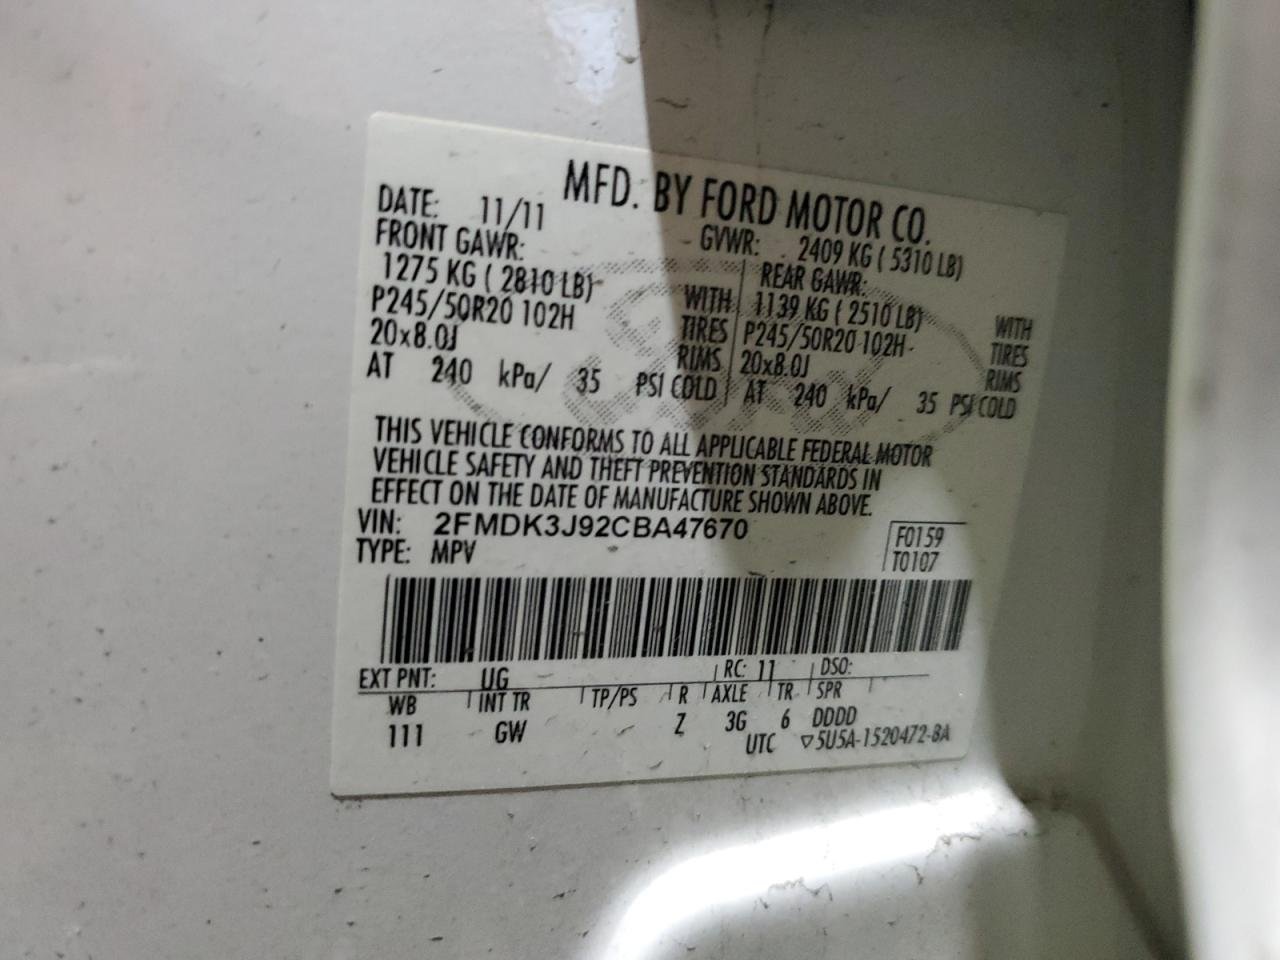 MFD. BY FORD MOTOR CO.
DATE: 11/11 GVWR: 2409 KG ( 5310 LB)
FRONT GAWR: REAR GAWR:
1275 KG ( 2810 LB) WITH 1139 KG ( 2510 LB) WITH
P245/50R20 102H TIRES P245/50R20 102H TIRES
20x8.0J RIMS 20x8.0J RIMS
AT 240 kPa/ 35 PSI COLD AT 240 kPa/ 35 PSI COLD
THIS VEHICLE CONFORMS TO ALL APPLICABLE FEDERAL MOTOR
VEHICLE SAFETY AND THEFT PREVENTION STANDARDS IN
EFFECT ON THE DATE OF MANUFACTURE SHOWN ABOVE.
VIN: 2FMDK3J92CBA47670 F0159
TYPE: MPV T0107
EXT PNT: UG RC: 11 DSO:
WB INT TR TP/PS R AXLE TR SPR
111 GW Z 3G 6 DDDD
UTC ▽5U5A-1520472-BA